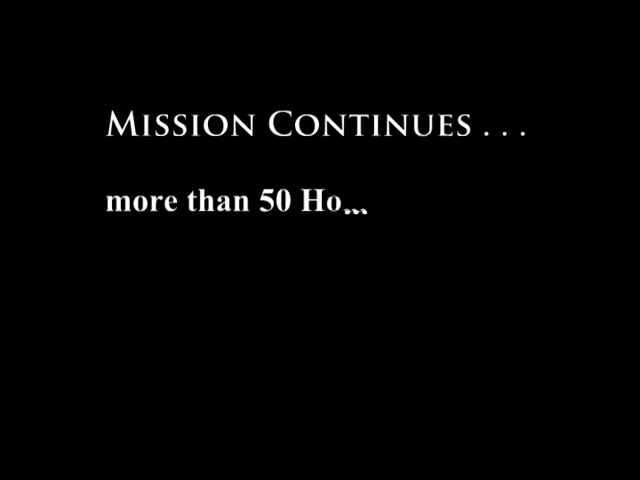 Mission Continues . . .
more than 50 Ho